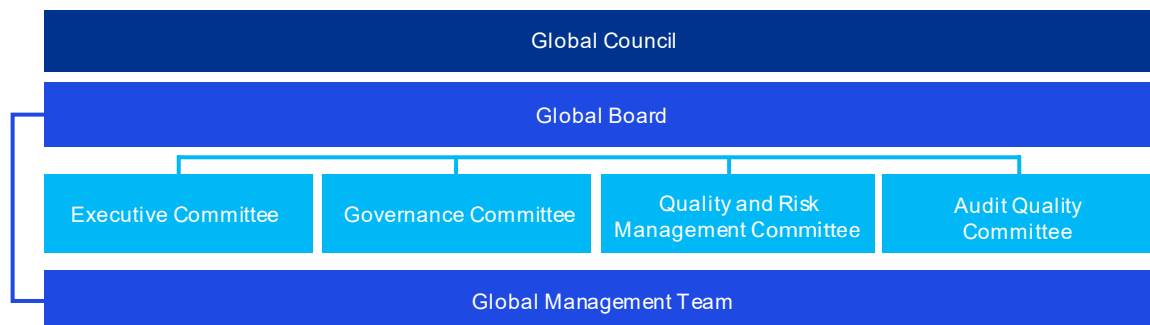 Global Council
Global Board
Executive Committee
Governance Committee
Quality and Risk
Management Committee
Audit Quality
Committee
Global Management Team